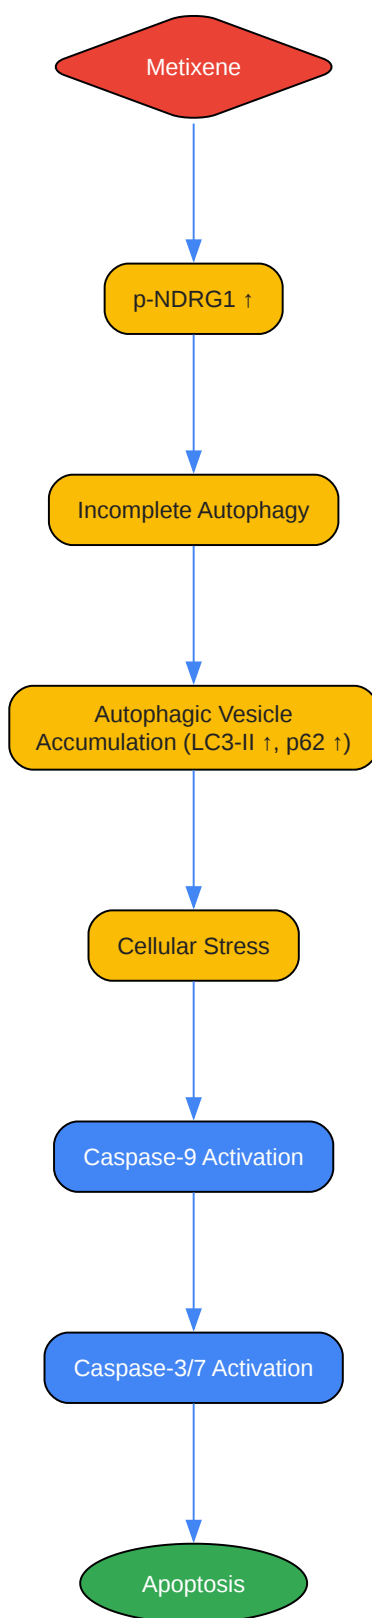 Metixene
p-NDRG1 ↑
Incomplete Autophagy
Autophagic Vesicle
Accumulation (LC3-II ↑, p62 ↑)
Cellular Stress
Caspase-9 Activation
Caspase-3/7 Activation
Apoptosis